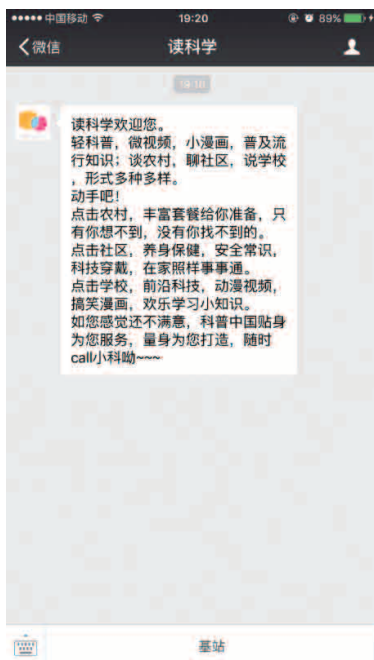 中国移动 19:20 89%
微信 读科学
19:18
读科学欢迎您。
轻科普，微视频，小漫画，普及流
行知识；谈农村，聊社区，说学校
，形式多种多样。
动手吧！
点击农村，丰富套餐给你准备，只
有你想不到，没有你找不到的。
点击社区，养身保健，安全常识，
科技穿戴，在家照样事事通。
点击学校，前沿科技，动漫视频，
搞笑漫画，欢乐学习小知识。
如您感觉还不满意，科普中国贴身
为您服务，量身为您打造，随时
call小科呦~~~
基站